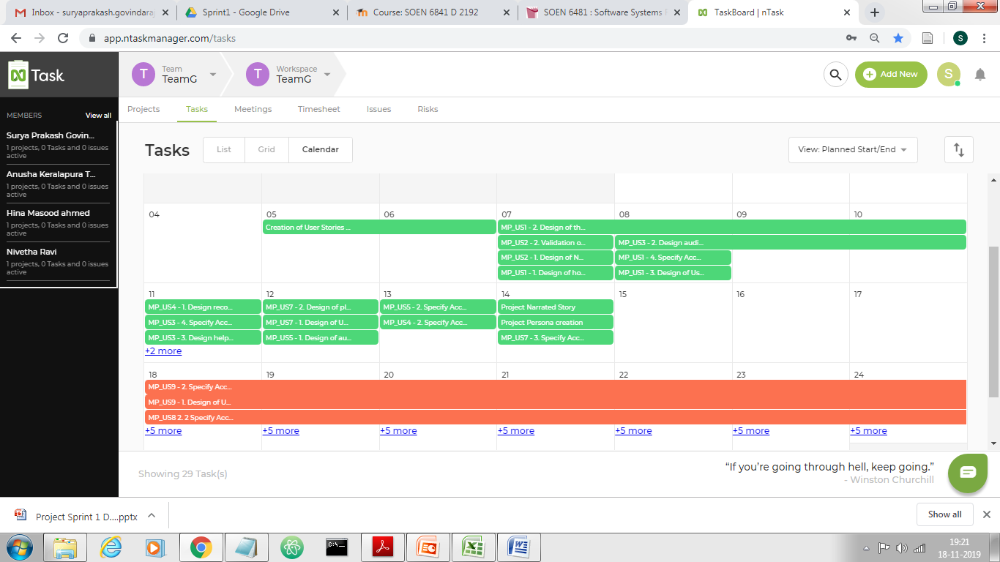 Inbox - suryaprakash.govindaraj
Sprint1 - Google Drive
Course: SOEN 6841 D 2192
SOEN 6481 : Software Systems R
TaskBoard | nTask
app.ntaskmanager.com/tasks
S
Task
Team
T
TeamG
Workspace
T
TeamG
Add New
S
Projects
Tasks
Meetings
Timesheet
Issues
Risks
MEMBERS
View all
Surya Prakash Govin...
1 projects, 0 Tasks and 0 issues
active
Anusha Keralapura T...
1 projects, 0 Tasks and 0 issues
active
Hina Masood ahmed
1 projects, 0 Tasks and 0 issues
active
Nivetha Ravi
1 projects, 0 Tasks and 0 issues
active
Tasks
List
Grid
Calendar
View: Planned Start/End
04
05
06
07
08
09
10
Creation of User Stories ...
MP_US1 - 2. Design of th...
MP_US2 - 2. Validation o...
MP_US3 - 2. Design audi...
MP_US2 - 1. Design of N...
MP_US1 - 4. Specify Acc...
MP_US1 - 1. Design of ho...
MP_US1 - 3. Design of Us...
11
12
13
14
15
16
17
MP_US4 - 1. Design reco...
MP_US7 - 2. Design of pl...
MP_US5 - 2. Specify Acc...
Project Narrated Story
MP_US3 - 4. Specify Acc...
MP_US7 - 1. Design of U...
MP_US4 - 2. Specify Acc...
Project Persona creation
MP_US3 - 3. Design help...
MP_US5 - 1. Design of au...
MP_US7 - 3. Specify Acc...
+2 more
18
19
20
21
22
23
24
MP_US9 - 2. Specify Acc...
MP_US9 - 1. Design of U...
MP_US8 2. 2 Specify Acc...
+5 more
+5 more
+5 more
+5 more
+5 more
+5 more
+5 more
Showing 29 Task(s)
“If you're going through hell, keep going.”
- Winston Churchill
Project Sprint 1 D....pptx
Show all
19:21
18-11-2019